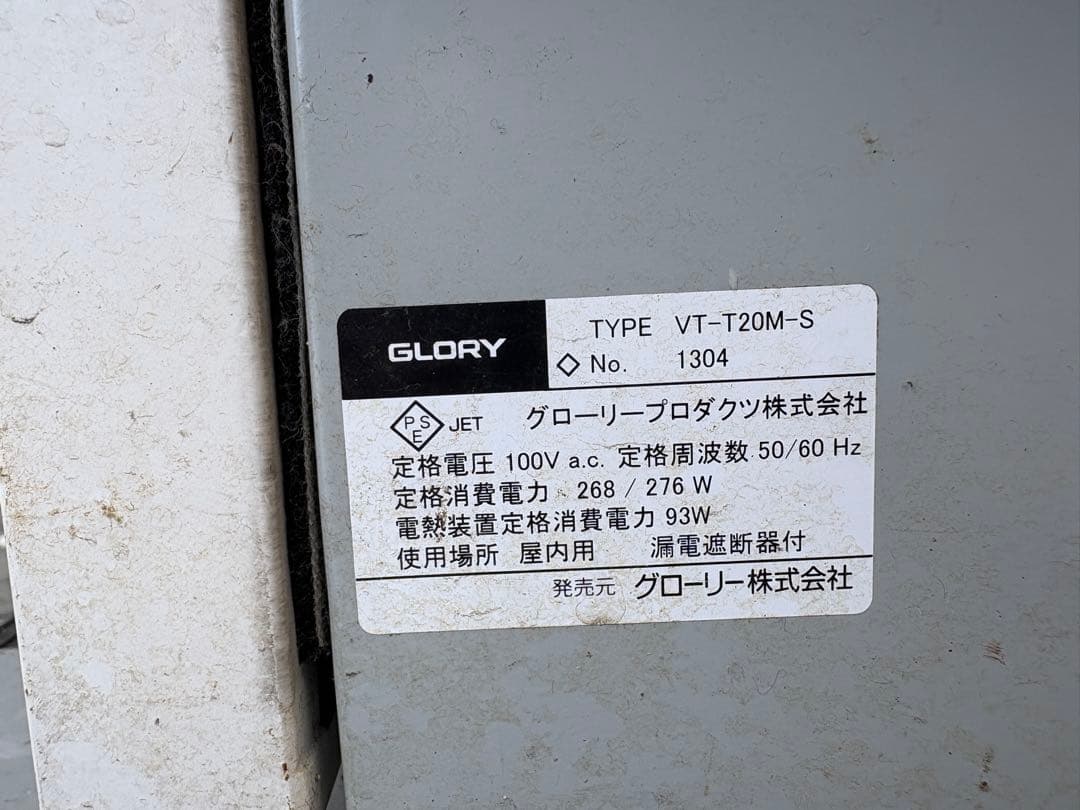 GLORY
TYPE VT-T20M-S
◇ No. 1304
PSE JET グローリープロダクツ株式会社
定格電圧 100V a.c. 定格周波数 50/60 Hz
定格消費電力 268 / 276 W
電熱装置定格消費電力 93W
使用場所 屋内用 漏電遮断器付
発売元 グローリー株式会社